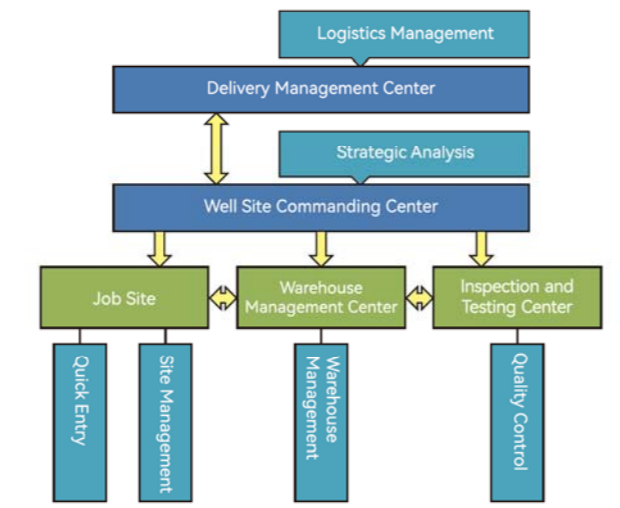 Logistics Management
Delivery Management Center
Strategic Analysis
Well Site Commanding Center
Job Site
Warehouse
Management Center
Inspection and
Testing Center
Quick Entry
Site Management
Warehouse
Management
Quality Control